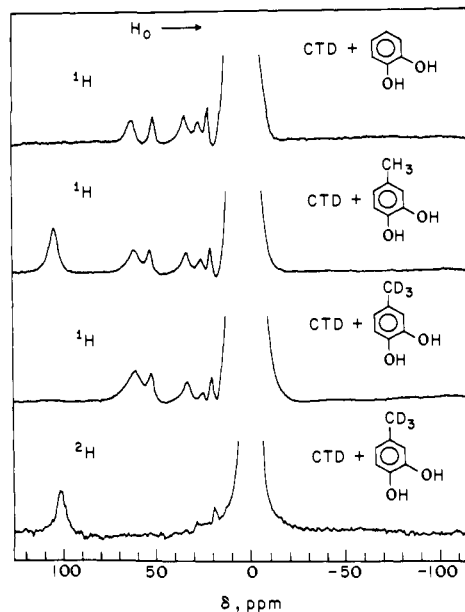 H₀ →
CTD +
OH
OH
¹H
CH₃
CTD +
OH
OH
¹H
CD₃
CTD +
OH
OH
¹H
CD₃
CTD +
OH
OH
²H
100 50 0 -50 -100
δ, ppm